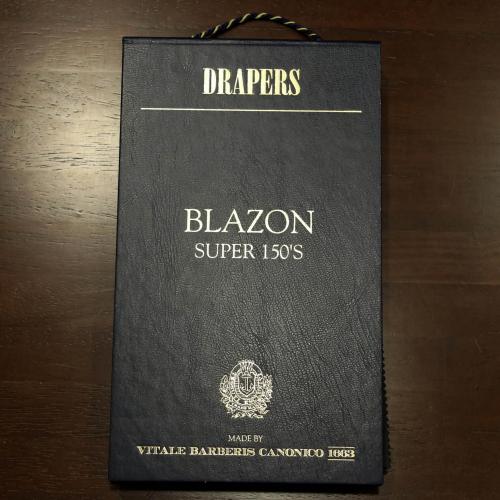 DRAPERS
BLAZON
SUPER 150'S
MADE BY
VITALE BARBERIS CANONICO 1663